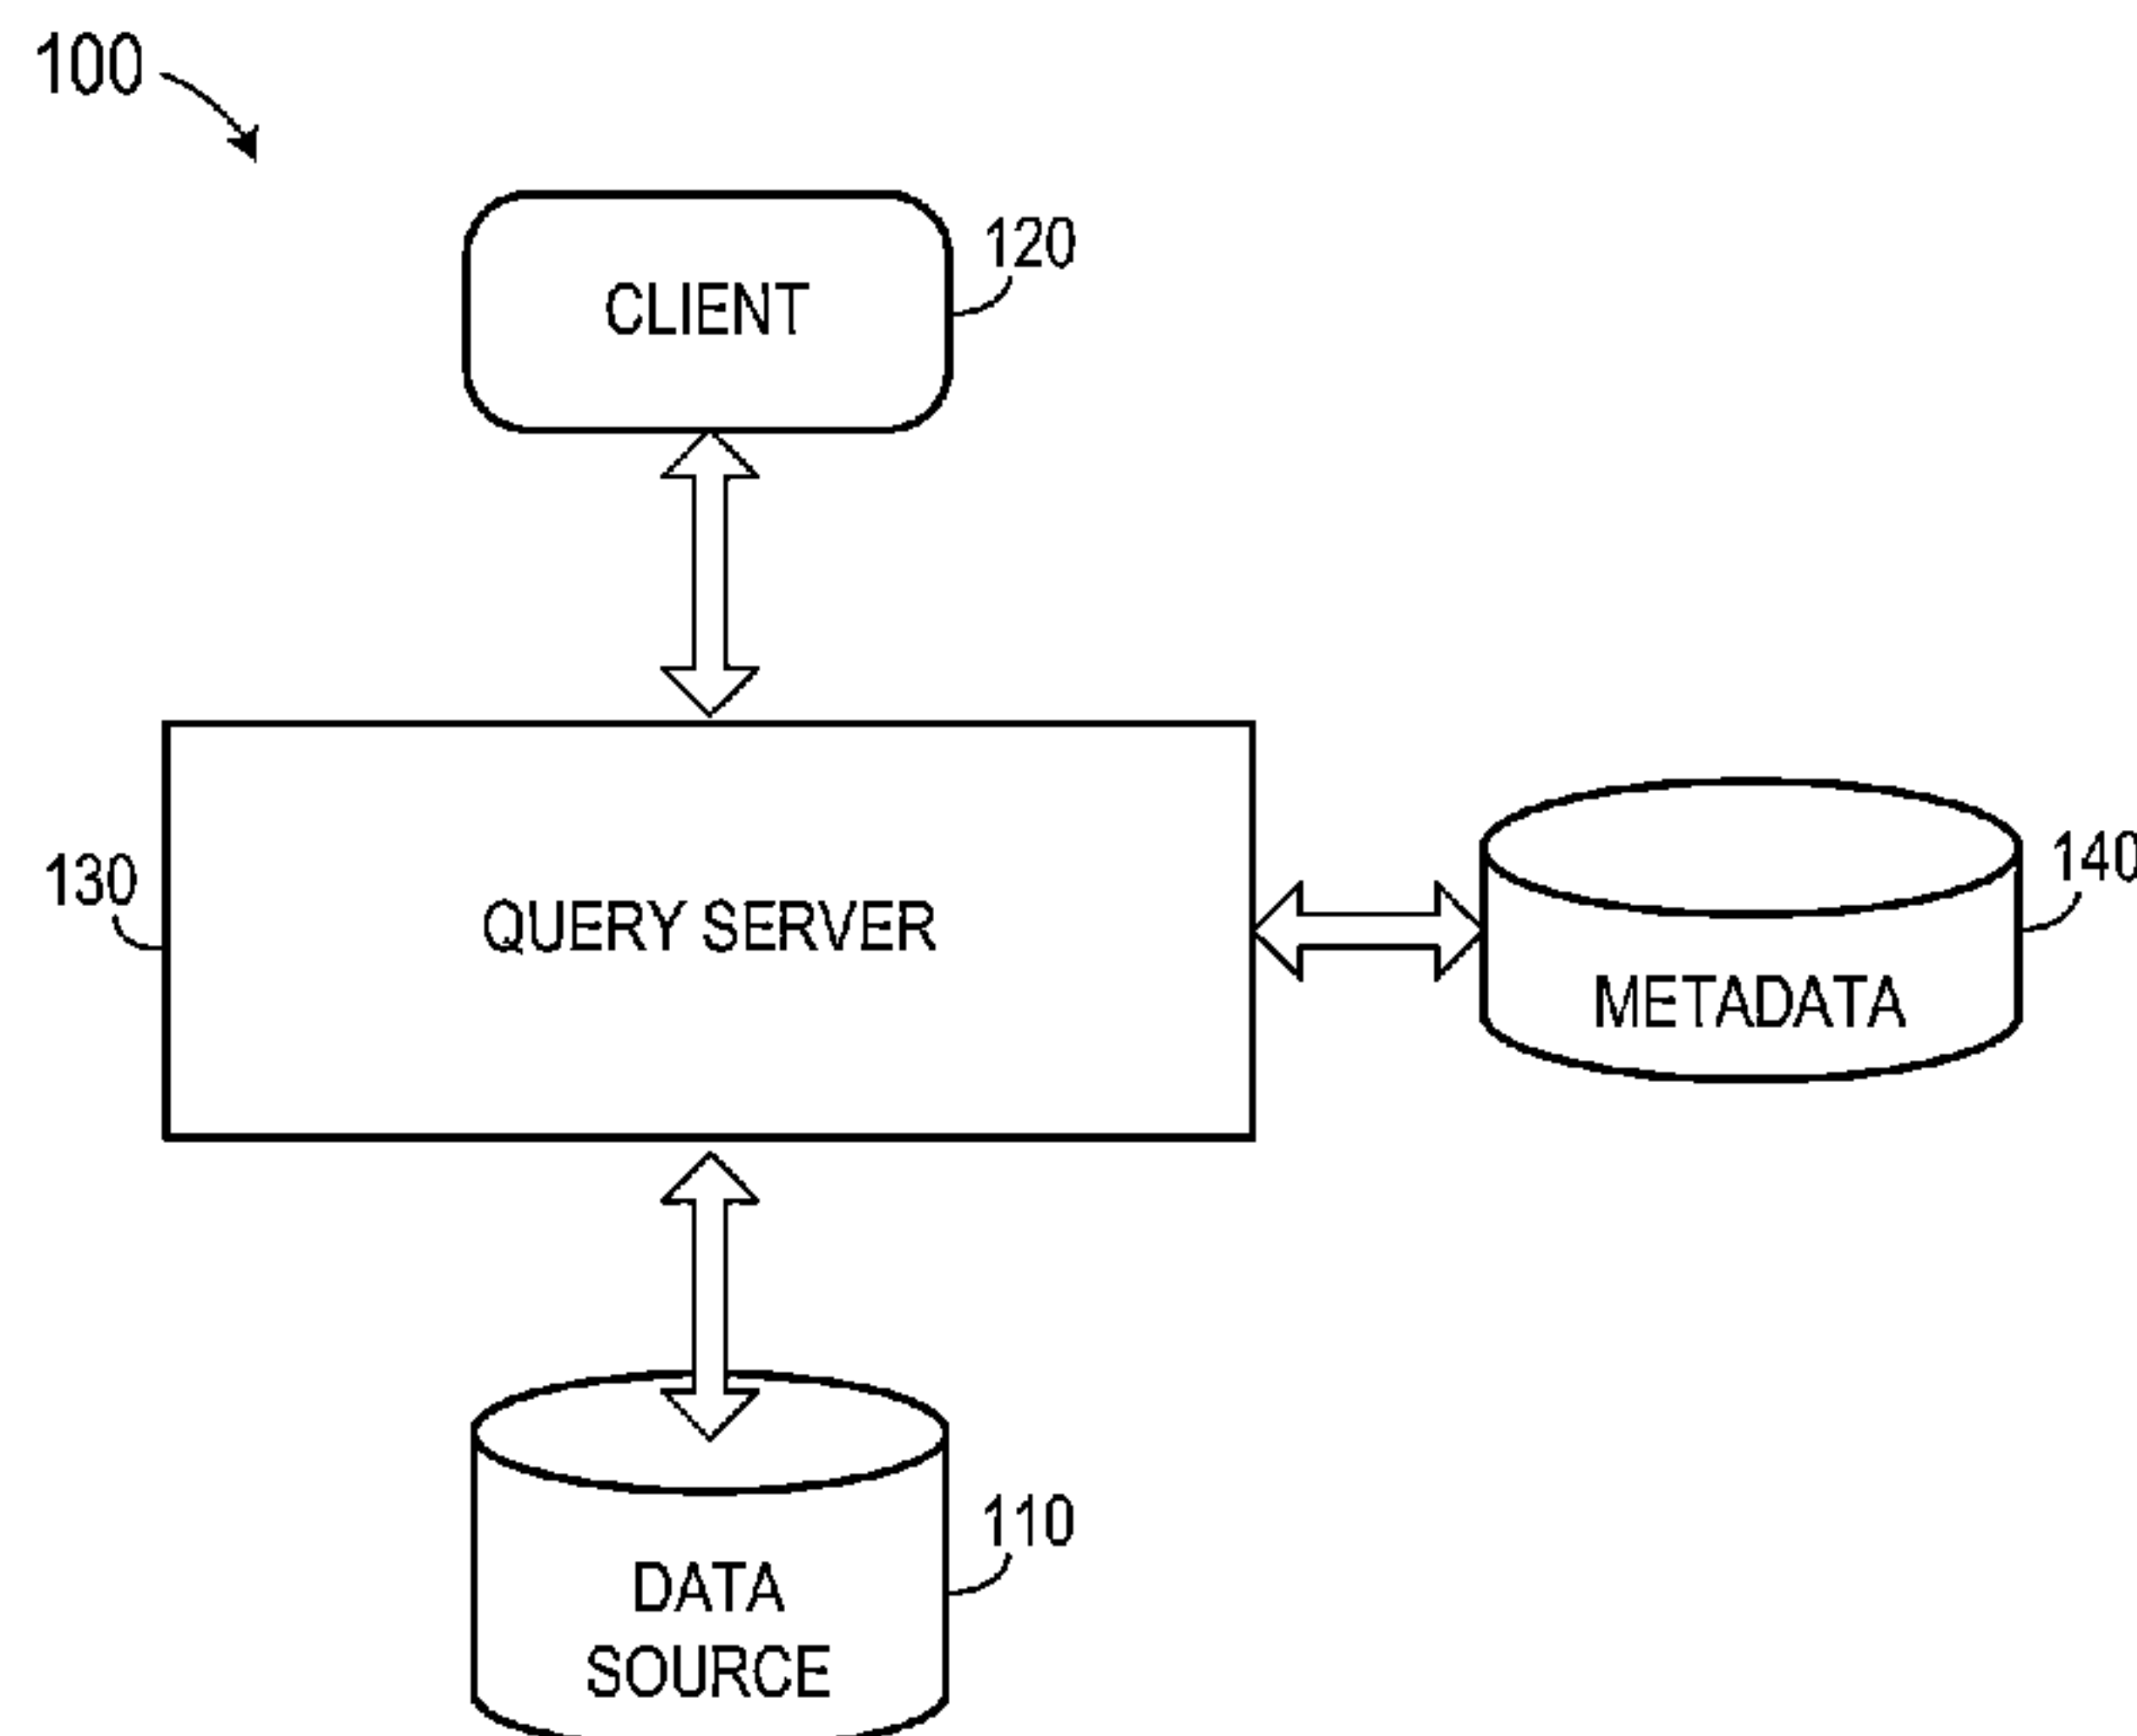 100
CLIENT
120
130
QUERY SERVER
140
METADATA
110
DATA
SOURCE